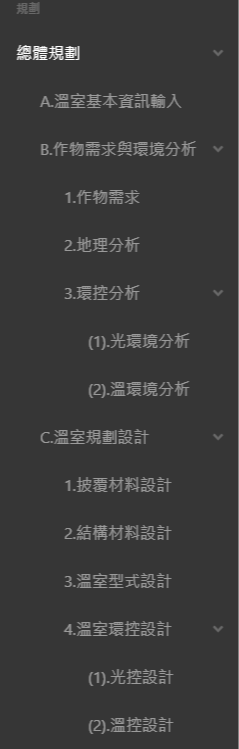 規劃
總體規劃
A.溫室基本資訊輸入
B.作物需求與環境分析
1.作物需求
2.地理分析
3.環控分析
(1).光環境分析
(2).溫環境分析
C.溫室規劃設計
1.披覆材料設計
2.結構材料設計
3.溫室型式設計
4.溫室環控設計
(1).光控設計
(2).溫控設計